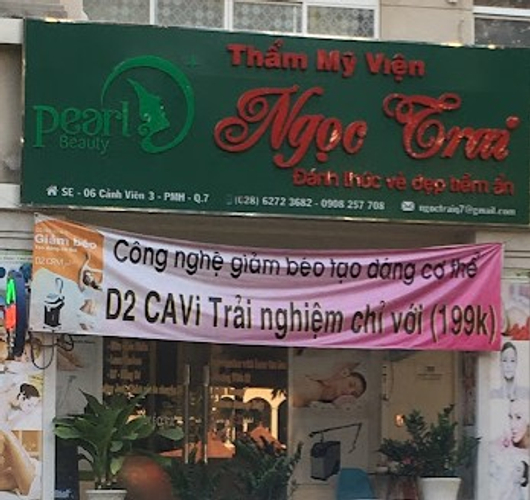 Thẩm Mỹ Viện
Pearl
Beauty
Ngọc Trai
Đánh thức vẻ đẹp tiềm ẩn
SE - 06 Cảnh Viên 3 - PMH - Q.7
(028) 6272 3682 - 0908 257 708
ngoctraiq7@gmail.com
Giảm béo
Công nghệ giảm béo tạo dáng cơ thể
D2 CAVi Trải nghiệm chỉ với (199k)